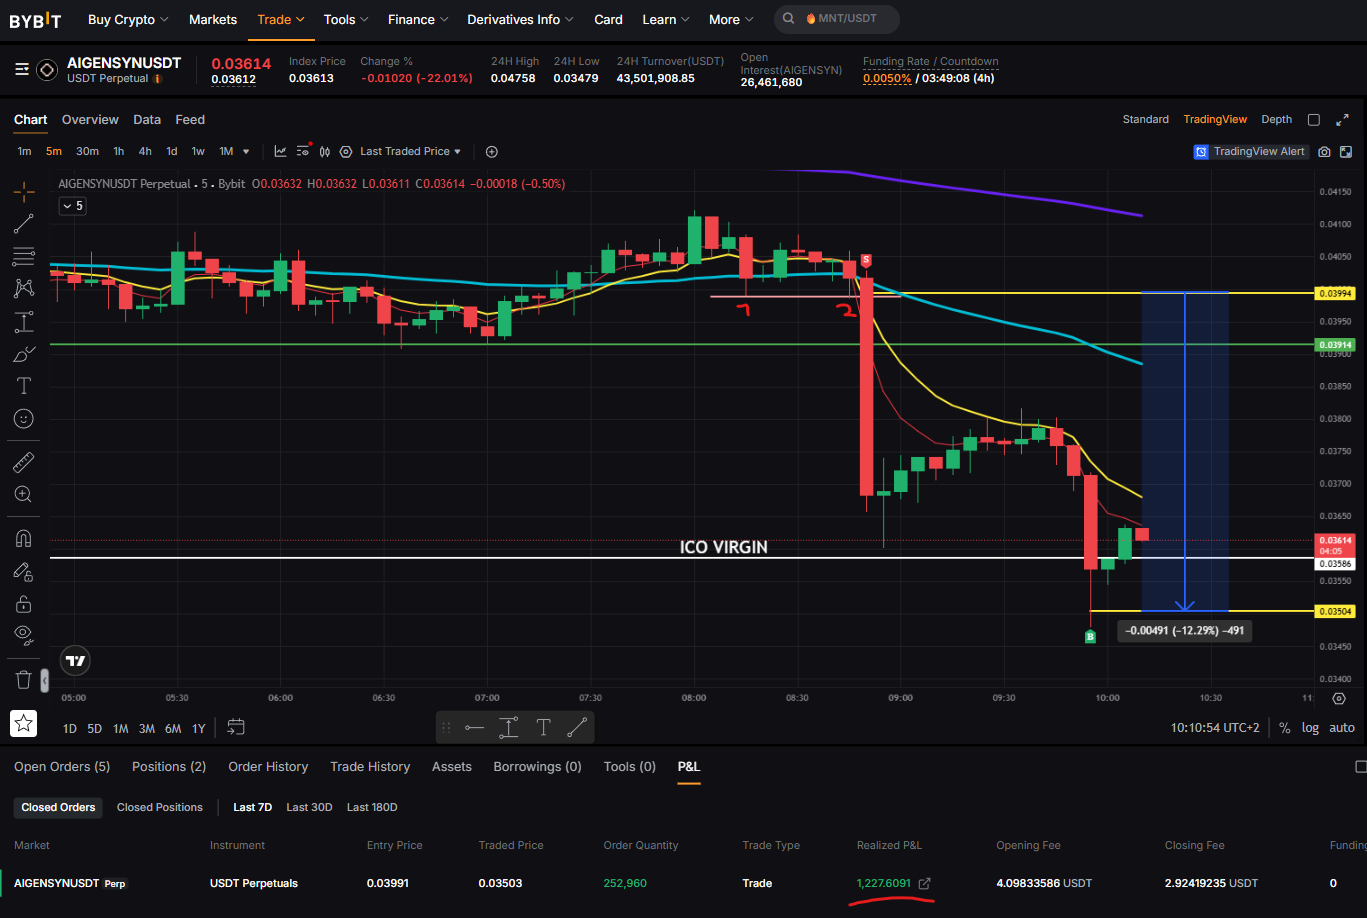 BYBIT Buy Crypto Markets Trade Tools Finance Derivatives Info Card Learn More MNT/USDT
AIGENSYNUSDT
USDT Perpetual
0.03614
0.03612
Index Price
0.03613
Change %
-0.01020 (-22.01%)
24H High
0.04758
24H Low
0.03479
24H Turnover(USDT)
43,501,908.85
Open
Interest(AIGENSYN)
26,461,680
Funding Rate / Countdown
0.0050% / 03:49:08 (4h)
Chart Overview Data Feed Standard TradingView Depth
1m 5m 30m 1h 4h 1d 1w 1M Last Traded Price TradingView Alert
AIGENSYNUSDT Perpetual · 5 · Bybit O0.03632 H0.03632 L0.03611 C0.03614 −0.00018 (−0.50%)
5
0.04150
0.04100
0.04050
S
0.03994
1 2
0.03950
0.03914
0.03900
0.03850
0.03800
0.03750
0.03700
0.03650
0.03614
04:05
ICO VIRGIN
0.03586
0.03550
0.03504
B
−0.00491 (−12.29%) −491
0.03450
0.03400
05:00 05:30 06:00 06:30 07:00 07:30 08:00 08:30 09:00 09:30 10:00 10:30 11:
1D 5D 1M 3M 6M 1Y T 10:10:54 UTC+2 % log auto
Open Orders (5) Positions (2) Order History Trade History Assets Borrowings (0) Tools (0) P&L
Closed Orders Closed Positions Last 7D Last 30D Last 180D
Market Instrument Entry Price Traded Price Order Quantity Trade Type Realized P&L Opening Fee Closing Fee Funding
AIGENSYNUSDT Perp USDT Perpetuals 0.03991 0.03503 252,960 Trade 1,227.6091 4.09833586 USDT 2.92419235 USDT 0